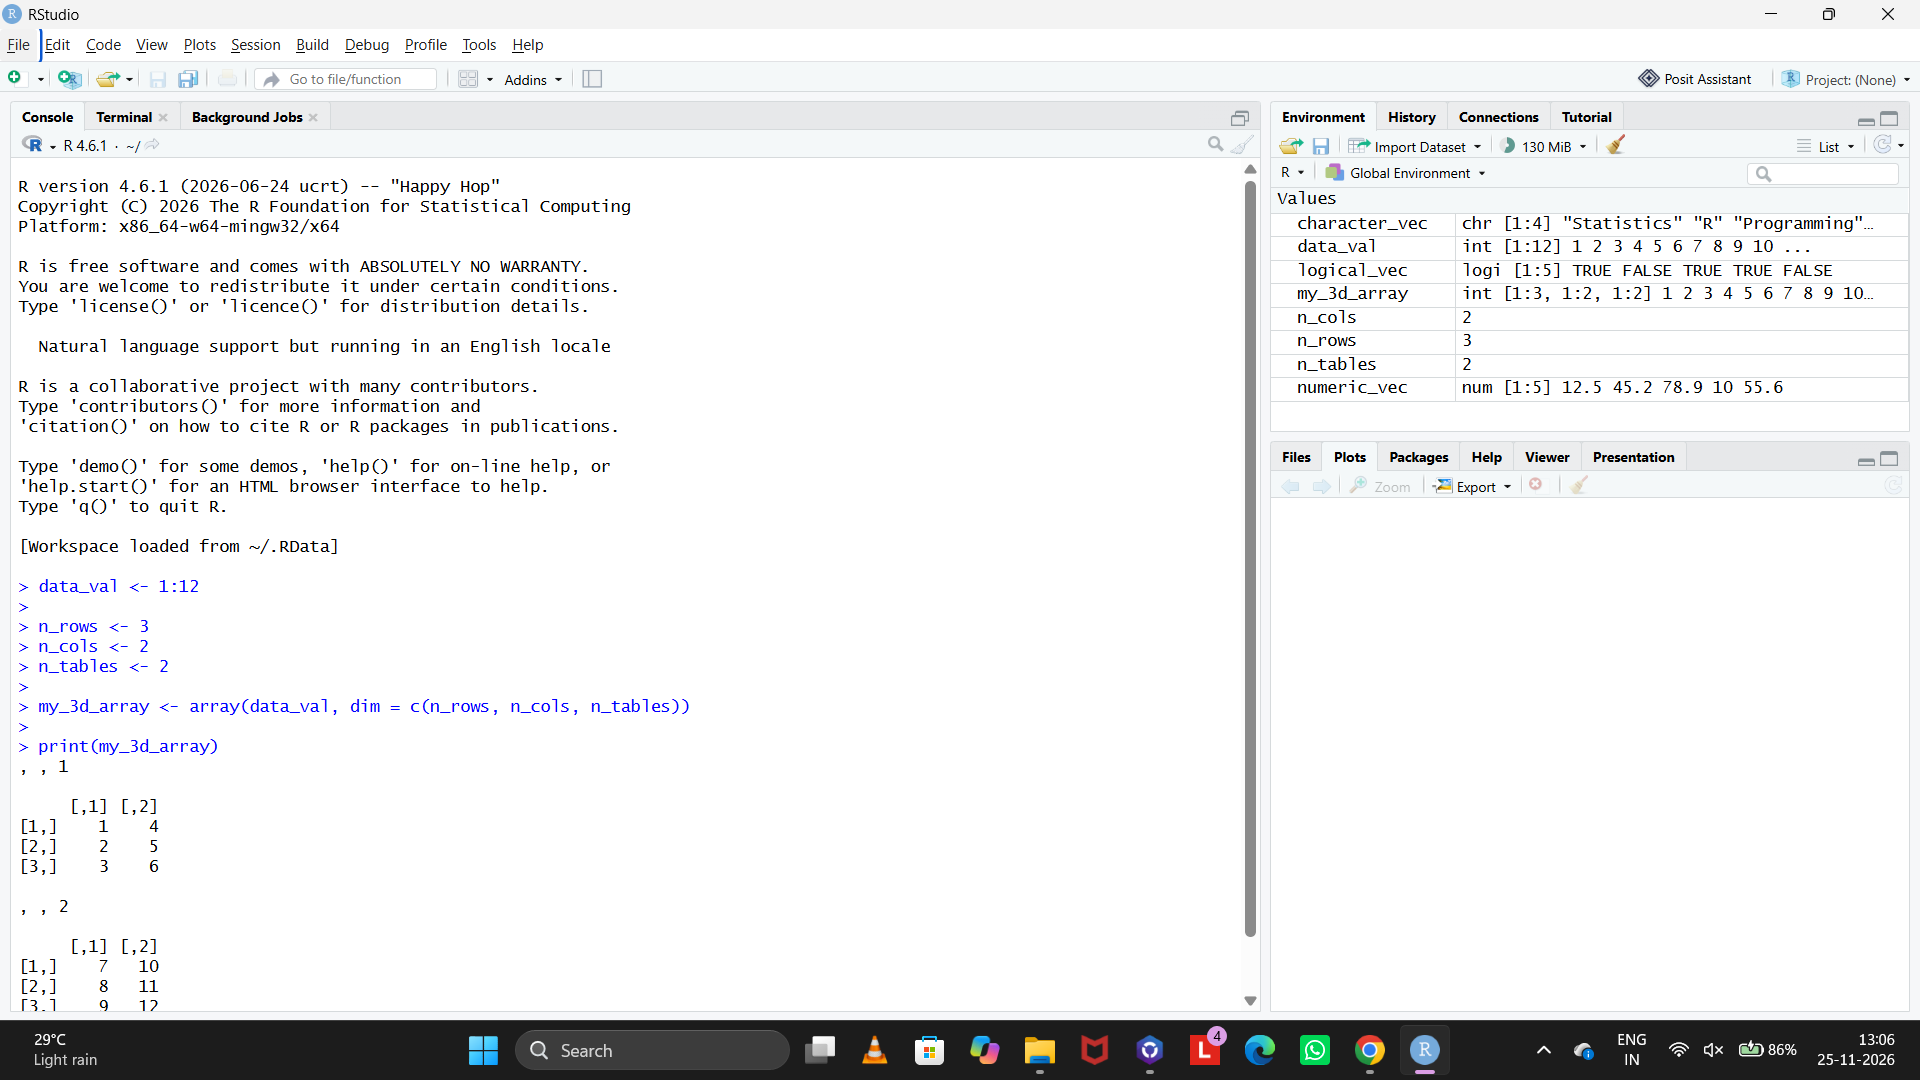 RStudio
File Edit Code View Plots Session Build Debug Profile Tools Help
Go to file/function Addins Posit Assistant Project: (None)
Console Terminal Background Jobs
R 4.6.1 · ~/
R version 4.6.1 (2026-06-24 ucrt) -- "Happy Hop"
Copyright (C) 2026 The R Foundation for Statistical Computing
Platform: x86_64-w64-mingw32/x64
R is free software and comes with ABSOLUTELY NO WARRANTY.
You are welcome to redistribute it under certain conditions.
Type 'license()' or 'licence()' for distribution details.
Natural language support but running in an English locale
R is a collaborative project with many contributors.
Type 'contributors()' for more information and
'citation()' on how to cite R or R packages in publications.
Type 'demo()' for some demos, 'help()' for on-line help, or
'help.start()' for an HTML browser interface to help.
Type 'q()' to quit R.
[Workspace loaded from ~/.RData]
> data_val <- 1:12
>
> n_rows <- 3
> n_cols <- 2
> n_tables <- 2
>
> my_3d_array <- array(data_val, dim = c(n_rows, n_cols, n_tables))
>
> print(my_3d_array)
, , 1
[,1] [,2]
[1,] 1 4
[2,] 2 5
[3,] 3 6
, , 2
[,1] [,2]
[1,] 7 10
[2,] 8 11
[3,] 9 12
Environment History Connections Tutorial
Import Dataset 130 MiB List
R Global Environment
Values
character_vec chr [1:4] "Statistics" "R" "Programming"…
data_val int [1:12] 1 2 3 4 5 6 7 8 9 10 ...
logical_vec logi [1:5] TRUE FALSE TRUE TRUE FALSE
my_3d_array int [1:3, 1:2, 1:2] 1 2 3 4 5 6 7 8 9 10…
n_cols 2
n_rows 3
n_tables 2
numeric_vec num [1:5] 12.5 45.2 78.9 10 55.6
Files Plots Packages Help Viewer Presentation
Zoom Export
29°C
Light rain
Search
L 4
R
ENG
IN
86%
13:06
25-11-2026